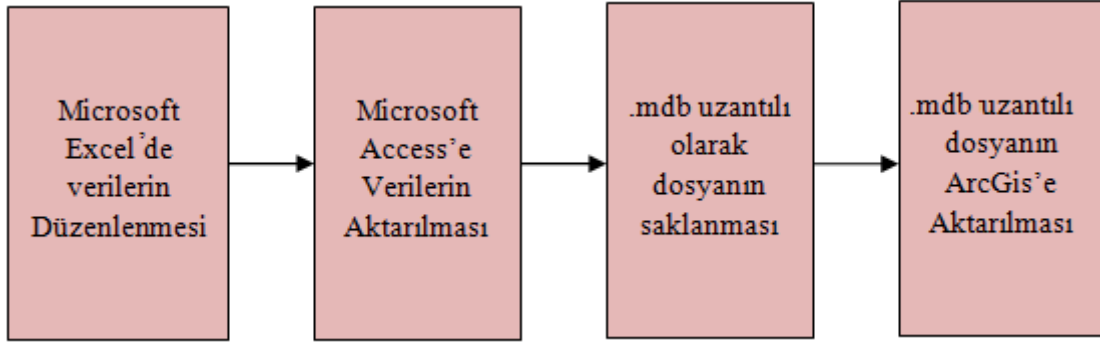 Microsoft
Excel’de
verilerin
Düzenlenmesi
Microsoft
Access’e
Verilerin
Aktarılması
.mdb uzantılı
olarak
dosyanın
saklanması
.mdb uzantılı
dosyanın
ArcGis’e
Aktarılması